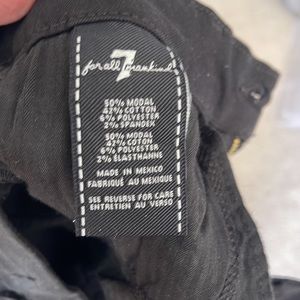 for all 7 mankind
50% MODAL
42% COTTON
6% POLYESTER
2% SPANDEX
50% MODAL
42% COTON
6% POLYESTER
2% ÉLASTHANNE
MADE IN MEXICO
FABRIQUÉ AU MEXIQUE
SEE REVERSE FOR CARE
ENTRETIEN AU VERSO